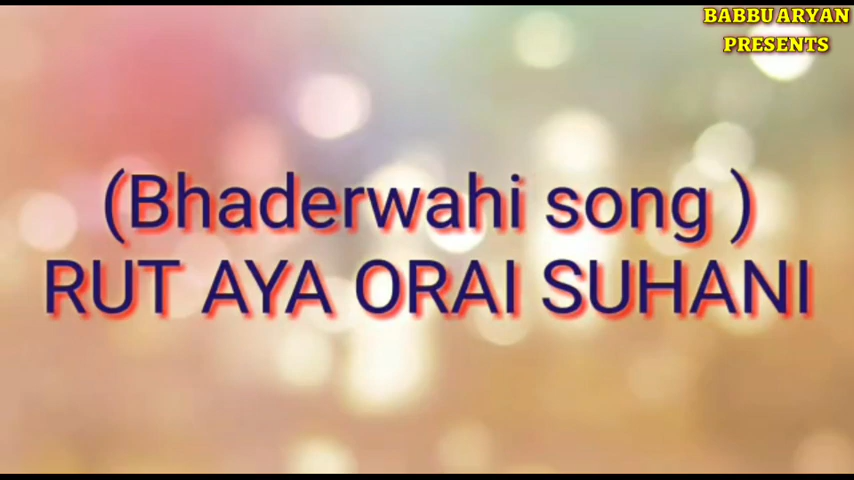 BABBU ARYAN
PRESENTS
(Bhaderwahi song )
RUT AYA ORAI SUHANI